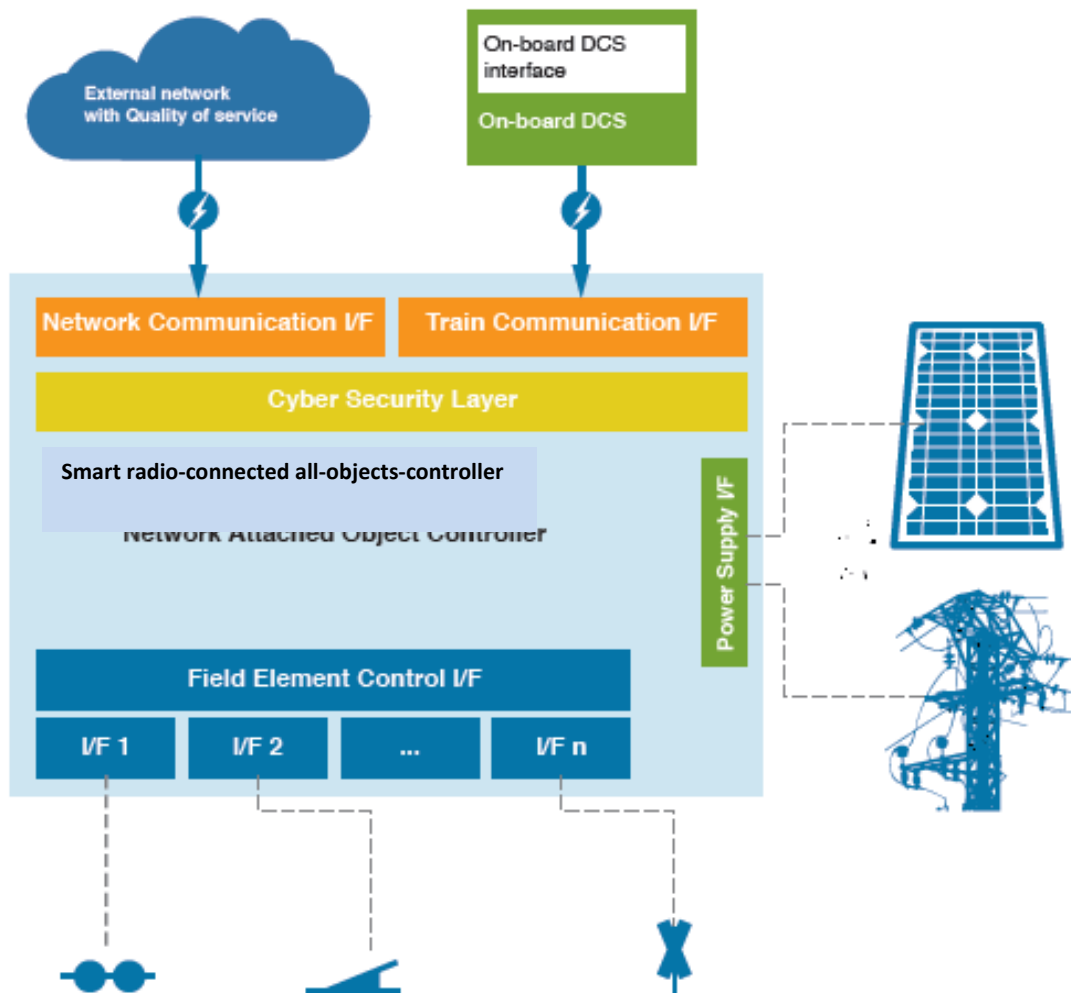 External network
with Quality of service
On-board DCS
interface
On-board DCS
Network Communication I/F
Train Communication I/F
Cyber Security Layer
Smart radio-connected all-objects-controller
Network Attached Object Controller
Power Supply I/F
Field Element Control I/F
I/F 1
I/F 2
...
I/F n